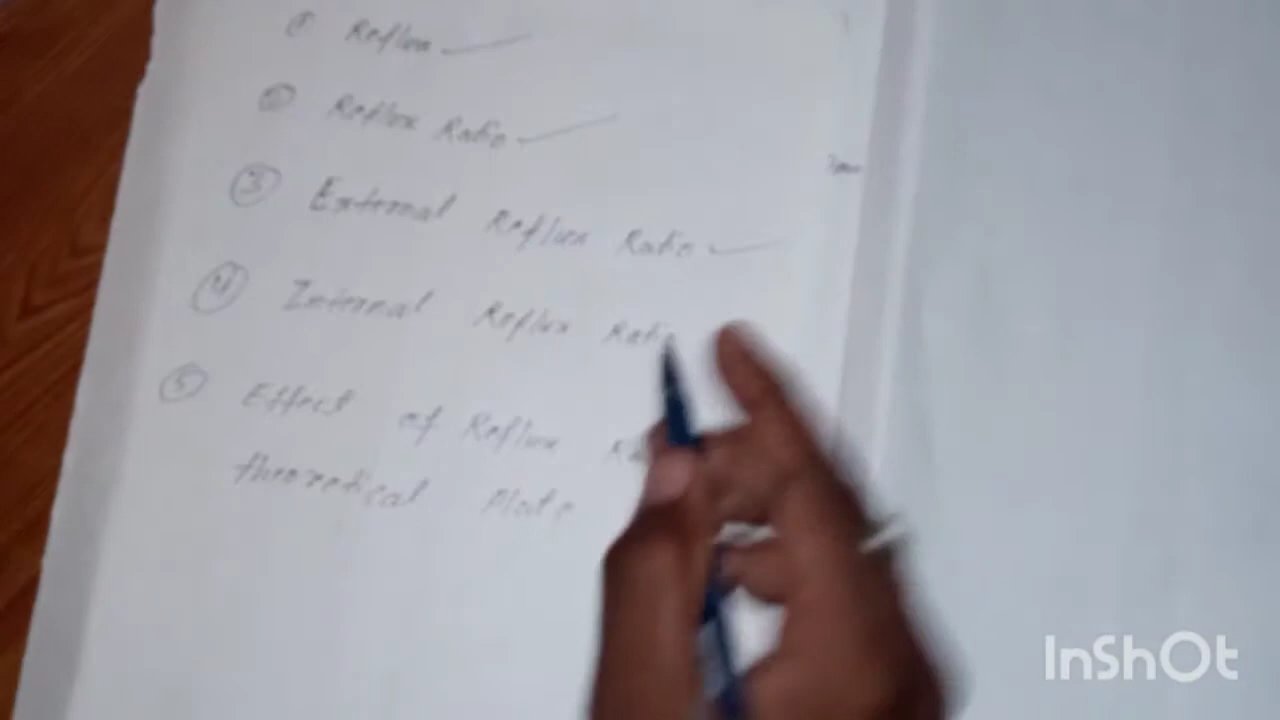 ① Reflux
② Reflux Ratio
③ External Reflux Ratio
④ Internal Reflux Ratio
⑤ Effect of Reflux
theoretical Plate
InShOt